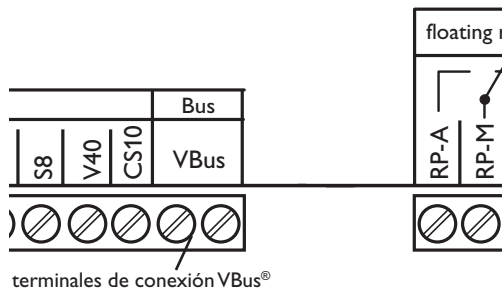 floating
Bus
S8
V40
CS10
VBus
RP-A
RP-M
terminales de conexión VBus®